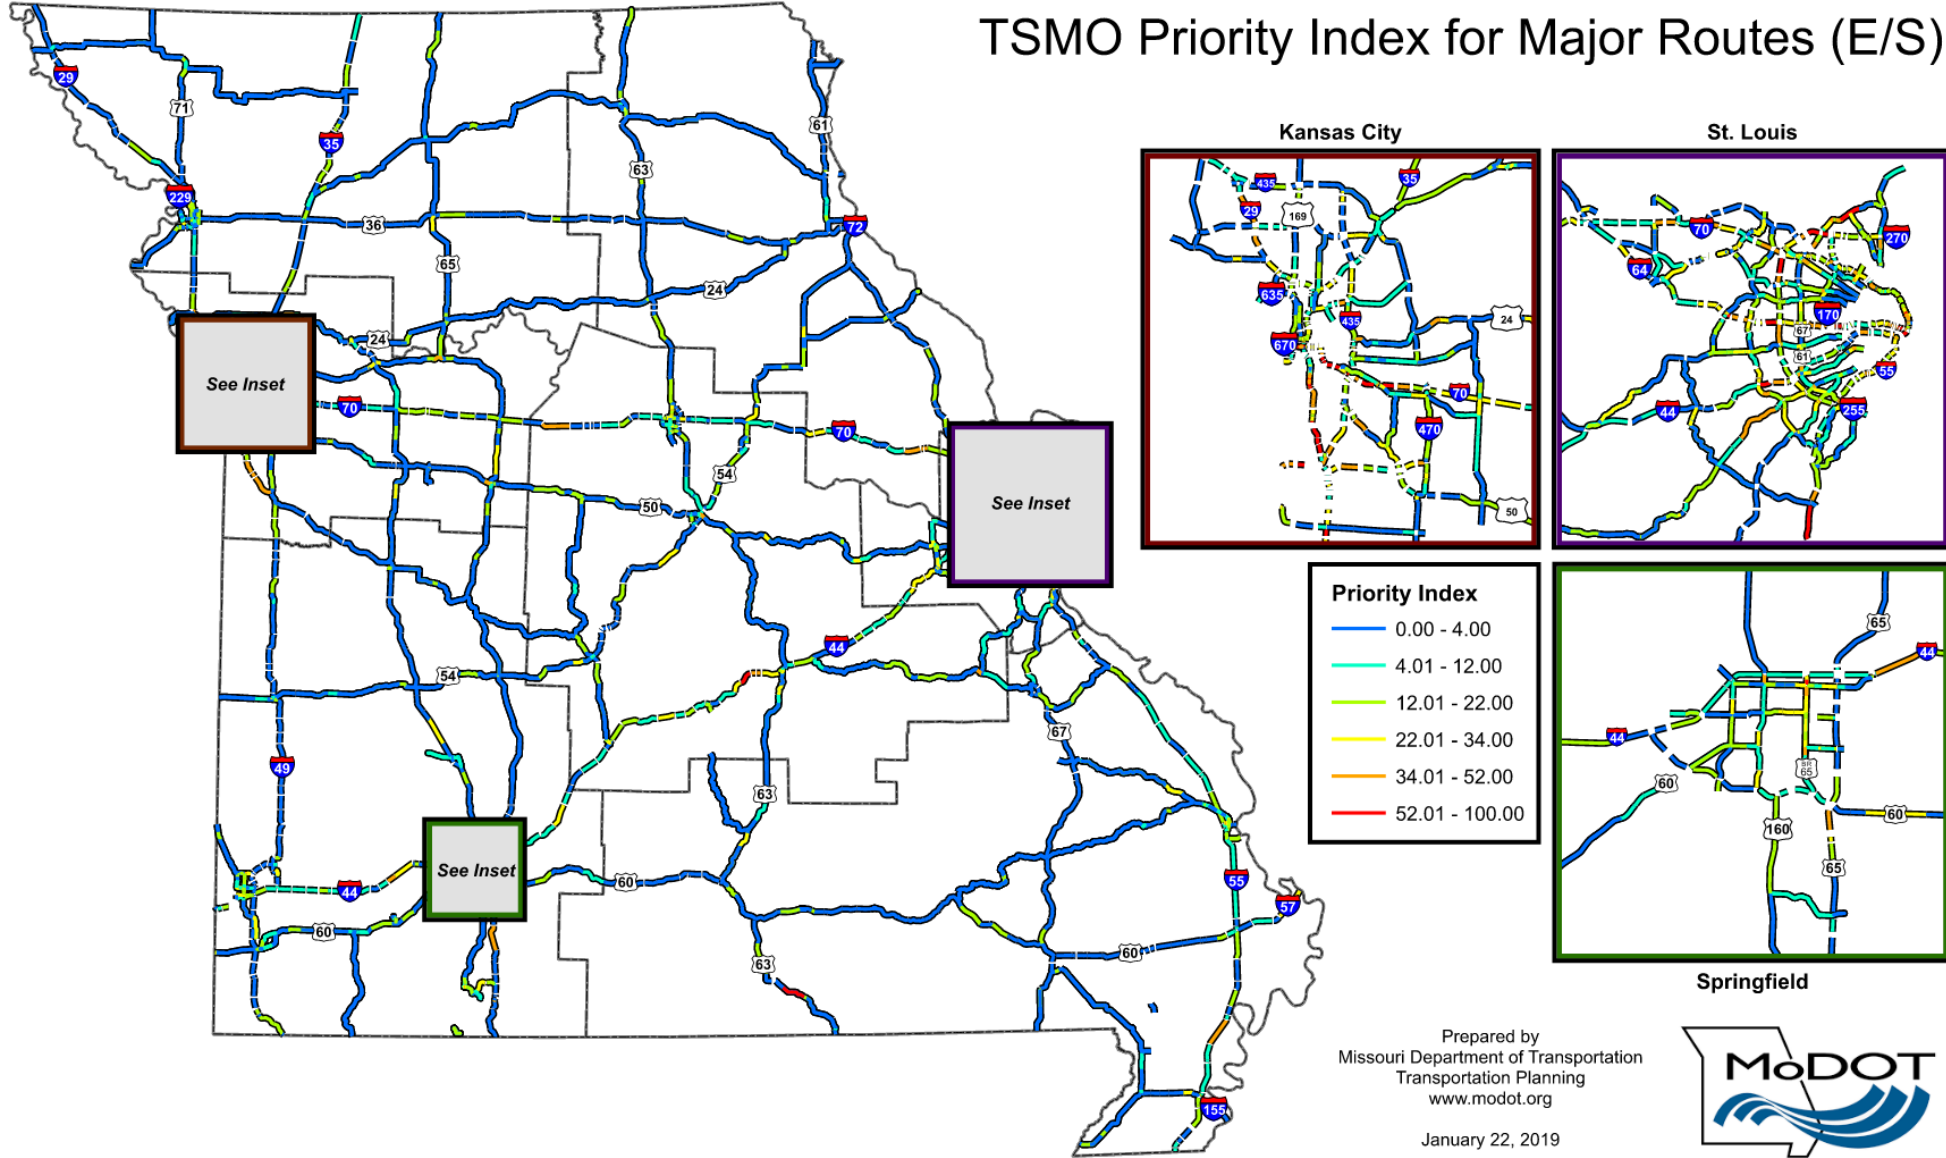 TSMO Priority Index for Major Routes (E/S)
Kansas City
St. Louis
29
71
35
61
63
229
36
72
65
24
24
See Inset
70
70
54
50
See Inset
44
54
67
49
63
See Inset
44
60
60
55
57
63
60
155
435
35
29
169
635
435
24
670
70
470
50
70
270
64
170
67
61
55
44
255
Priority Index
0.00 - 4.00
4.01 - 12.00
12.01 - 22.00
22.01 - 34.00
34.01 - 52.00
52.01 - 100.00
65
44
44
60
BR
65
60
160
65
Springfield
Prepared by
Missouri Department of Transportation
Transportation Planning
www.modot.org
January 22, 2019
MoDOT